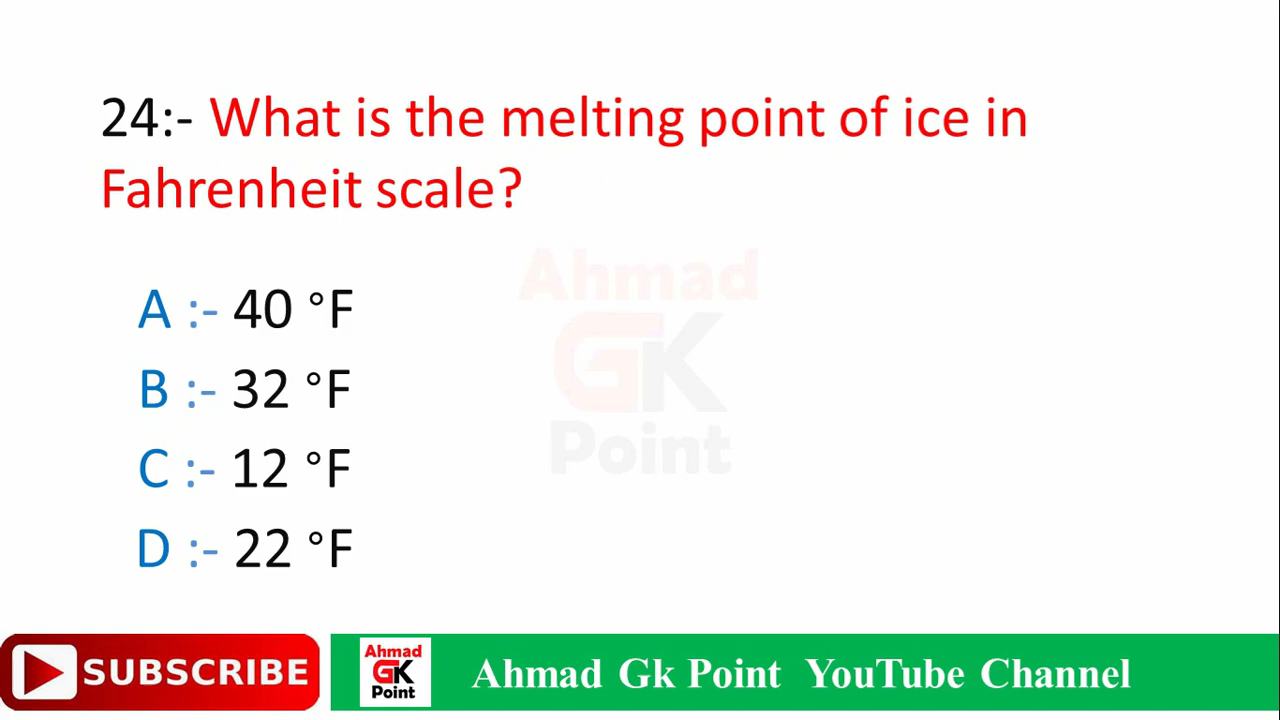 24:- What is the melting point of ice in
Fahrenheit scale?
Ahmad
GK
Point
A :- 40 °F
B :- 32 °F
C :- 12 °F
D :- 22 °F
SUBSCRIBE
Ahmad
GK
Point
Ahmad Gk Point YouTube Channel